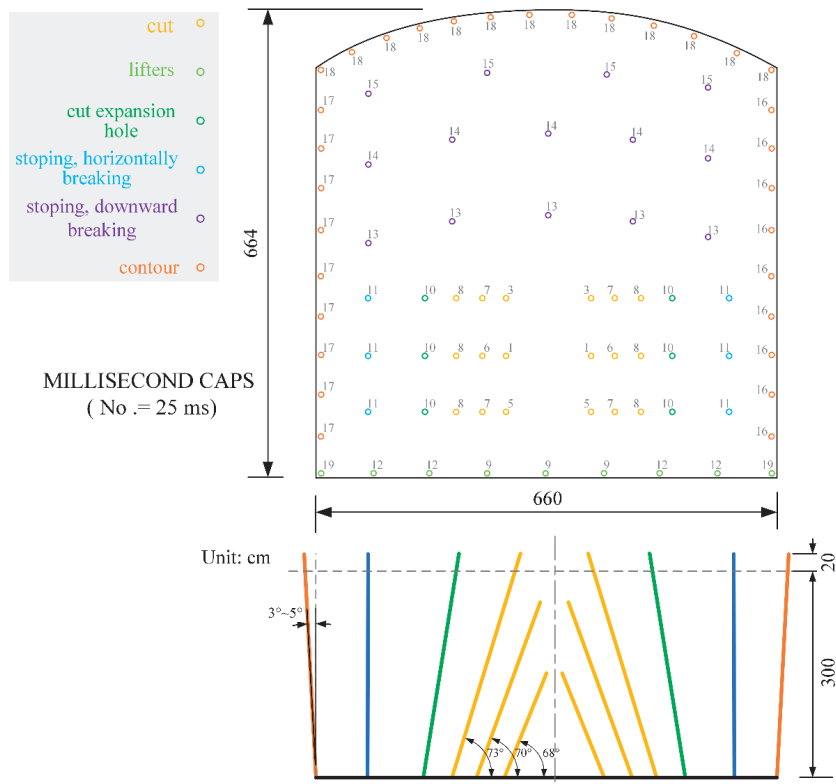 cut
lifters
cut expansion
hole
stoping, horizontally
breaking
stoping, downward
breaking
contour
MILLISECOND CAPS
( No .= 25 ms)
664
18 18 18 18 18 18 18 18 18 18 18 18 18
15 15 15 15
17 16
14 14 14 14 14
17 16
17 16
13 13 13 13 13
17 16
17 16
11 10 8 7 3 3 7 8 10 11
17 16
11 10 8 6 1 1 6 8 10 11
17 16
17 16
11 10 8 7 5 5 7 8 10 11
17 16
19 12 12 9 9 9 12 12 19
660
Unit: cm
20
3°~5°
300
73° 70° 68°